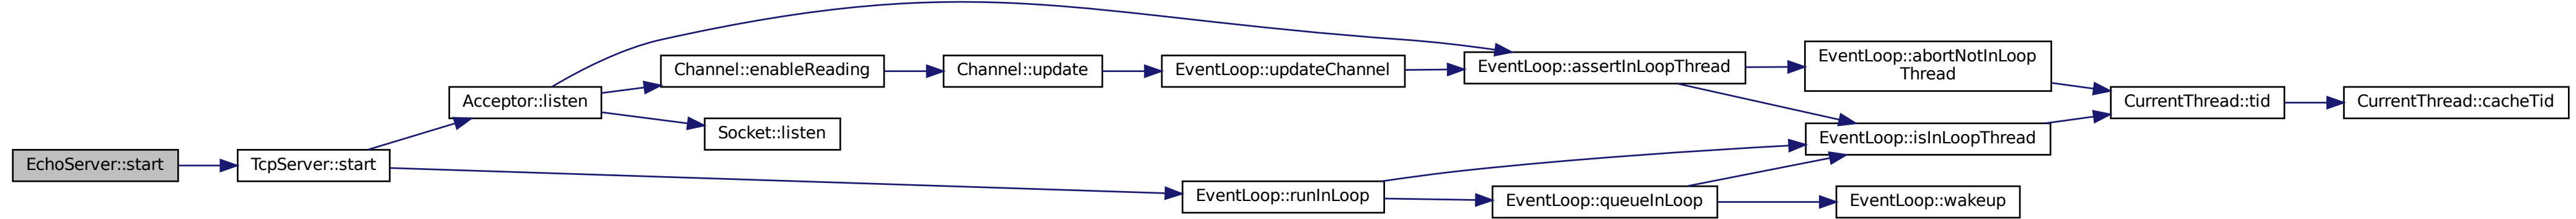 EchoServer::start
TcpServer::start
Acceptor::listen
Channel::enableReading
Socket::listen
Channel::update
EventLoop::updateChannel
EventLoop::runInLoop
EventLoop::assertInLoopThread
EventLoop::queueInLoop
EventLoop::abortNotInLoop
Thread
EventLoop::isInLoopThread
EventLoop::wakeup
CurrentThread::tid
CurrentThread::cacheTid